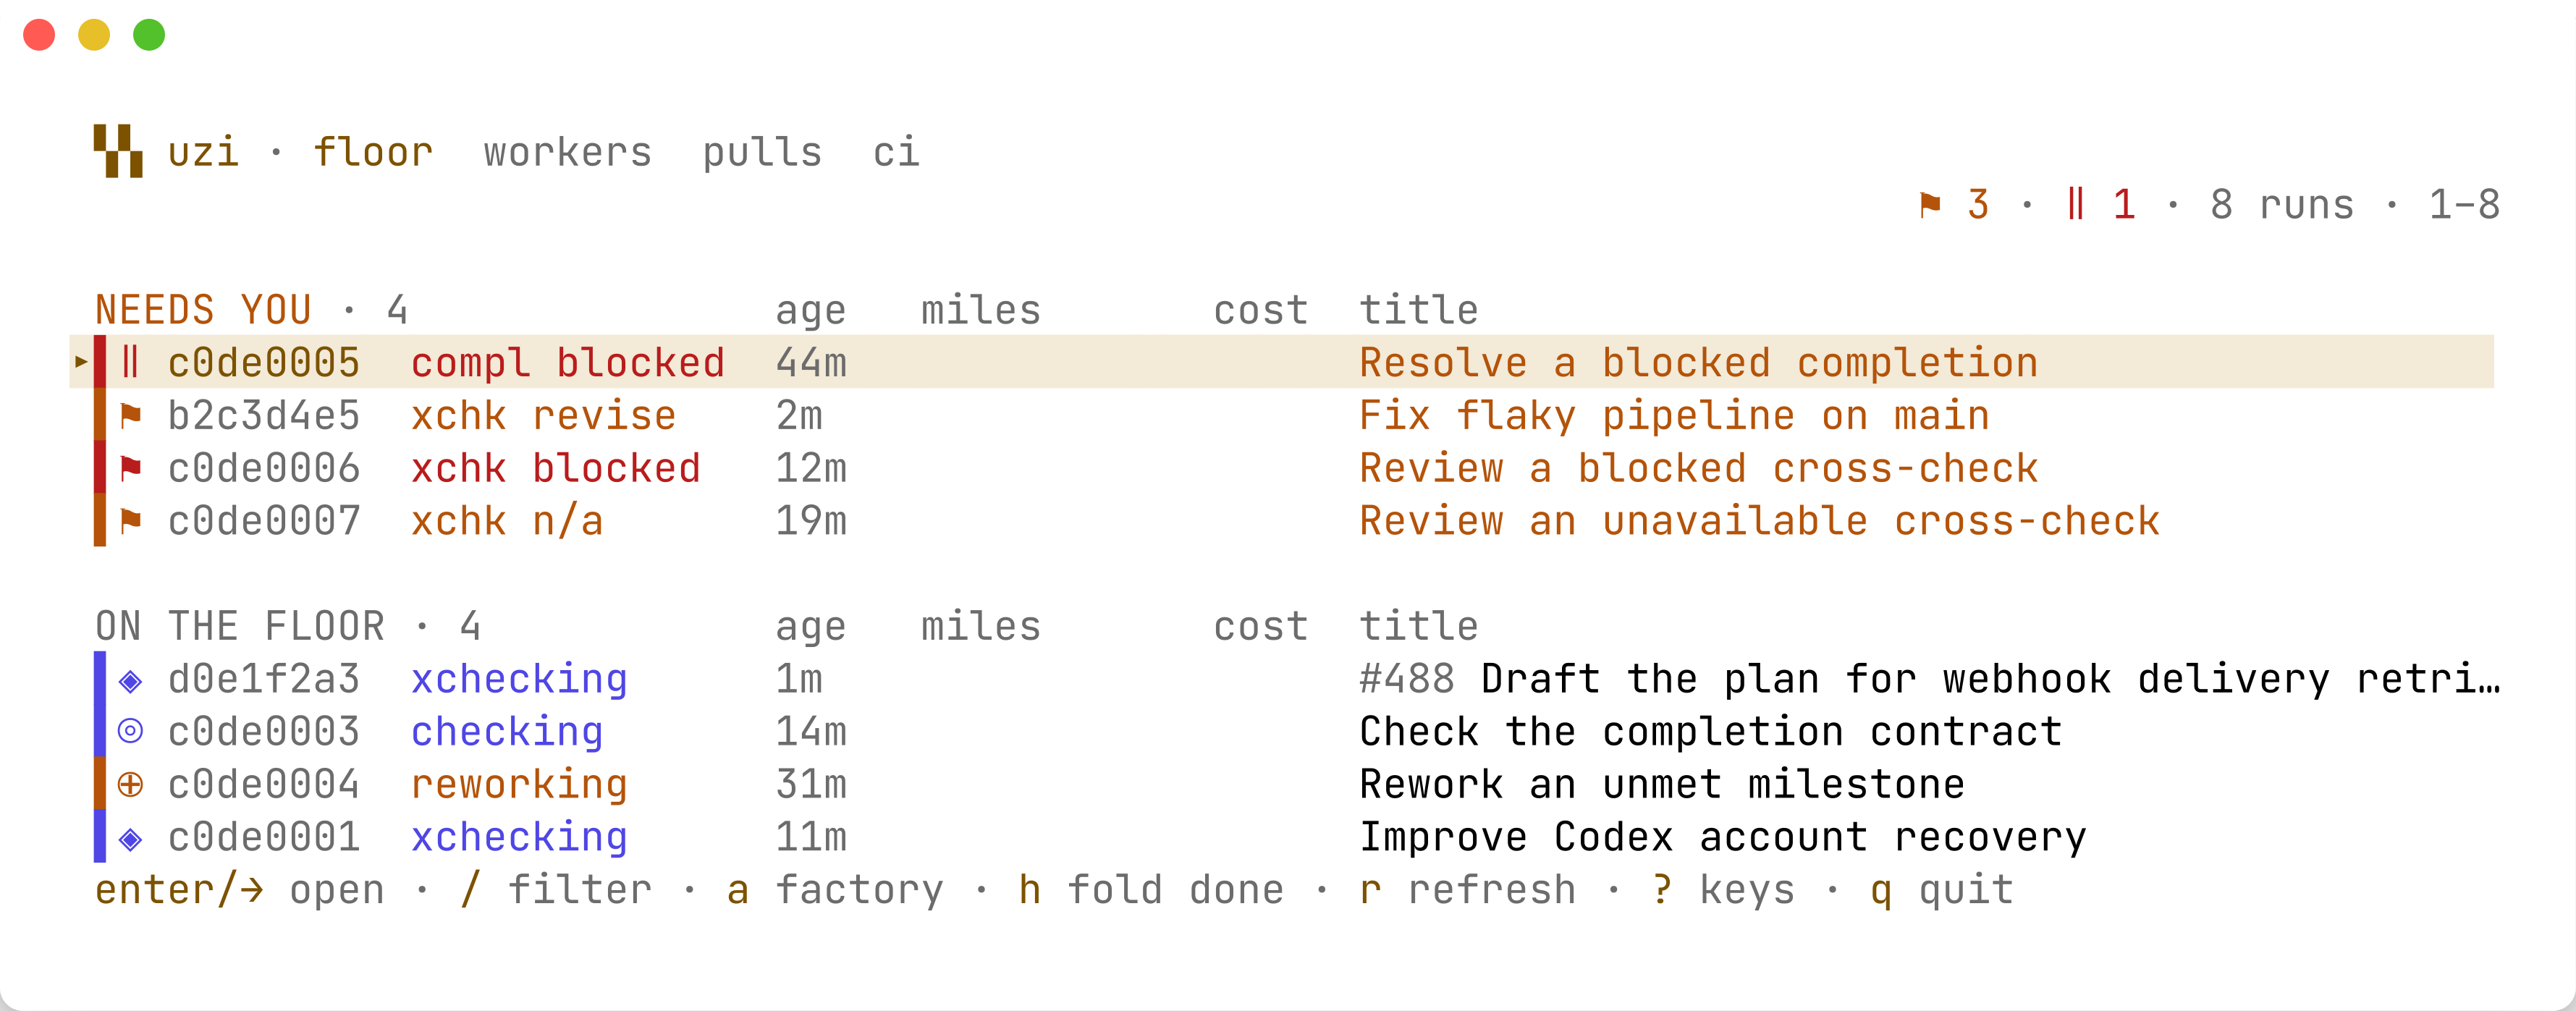 uzi · floor workers pulls ci
⚑ 3 · ‖ 1 · 8 runs · 1–8
NEEDS YOU · 4 age miles cost title
▸ ‖ c0de0005 compl blocked 44m Resolve a blocked completion
⚑ b2c3d4e5 xchk revise 2m Fix flaky pipeline on main
⚑ c0de0006 xchk blocked 12m Review a blocked cross-check
⚑ c0de0007 xchk n/a 19m Review an unavailable cross-check
ON THE FLOOR · 4 age miles cost title
◈ d0e1f2a3 xchecking 1m #488 Draft the plan for webhook delivery retri…
◎ c0de0003 checking 14m Check the completion contract
⊕ c0de0004 reworking 31m Rework an unmet milestone
◈ c0de0001 xchecking 11m Improve Codex account recovery
enter/→ open · / filter · a factory · h fold done · r refresh · ? keys · q quit